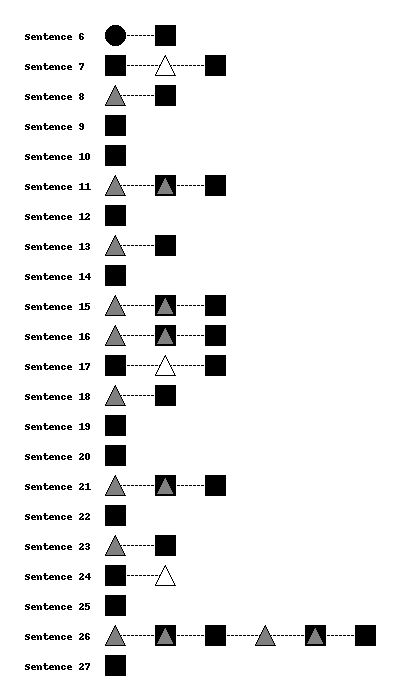 Sentence 6
Sentence 7
Sentence 8
Sentence 9
Sentence 10
Sentence 11
Sentence 12
Sentence 13
Sentence 14
Sentence 15
Sentence 16
Sentence 17
Sentence 18
Sentence 19
Sentence 20
Sentence 21
Sentence 22
Sentence 23
Sentence 24
Sentence 25
Sentence 26
Sentence 27